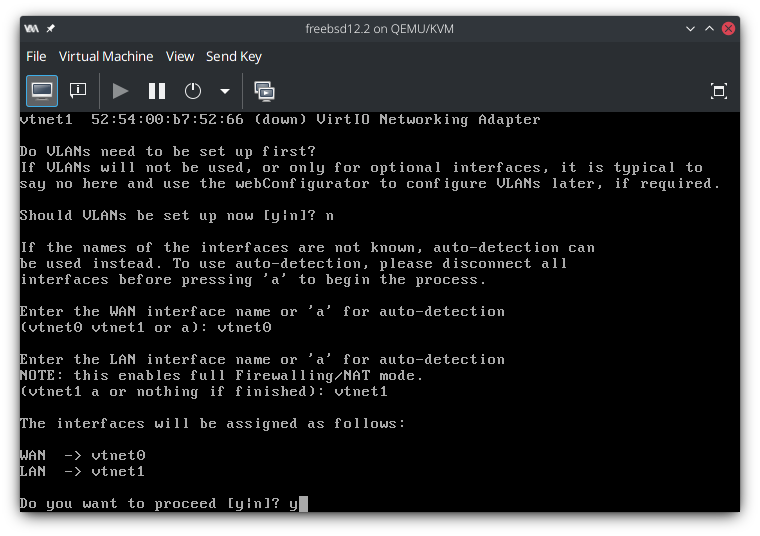 freebsd12.2 on QEMU/KVM
File Virtual Machine View Send Key
vtnet1  52:54:00:b7:52:66 (down) VirtIO Networking Adapter
Do VLANs need to be set up first?
If VLANs will not be used, or only for optional interfaces, it is typical to
say no here and use the webConfigurator to configure VLANs later, if required.
Should VLANs be set up now [y|n]? n
If the names of the interfaces are not known, auto-detection can
be used instead. To use auto-detection, please disconnect all
interfaces before pressing 'a' to begin the process.
Enter the WAN interface name or 'a' for auto-detection
(vtnet0 vtnet1 or a): vtnet0
Enter the LAN interface name or 'a' for auto-detection
NOTE: this enables full Firewalling/NAT mode.
(vtnet1 a or nothing if finished): vtnet1
The interfaces will be assigned as follows:
WAN  -> vtnet0
LAN  -> vtnet1
Do you want to proceed [y|n]? y